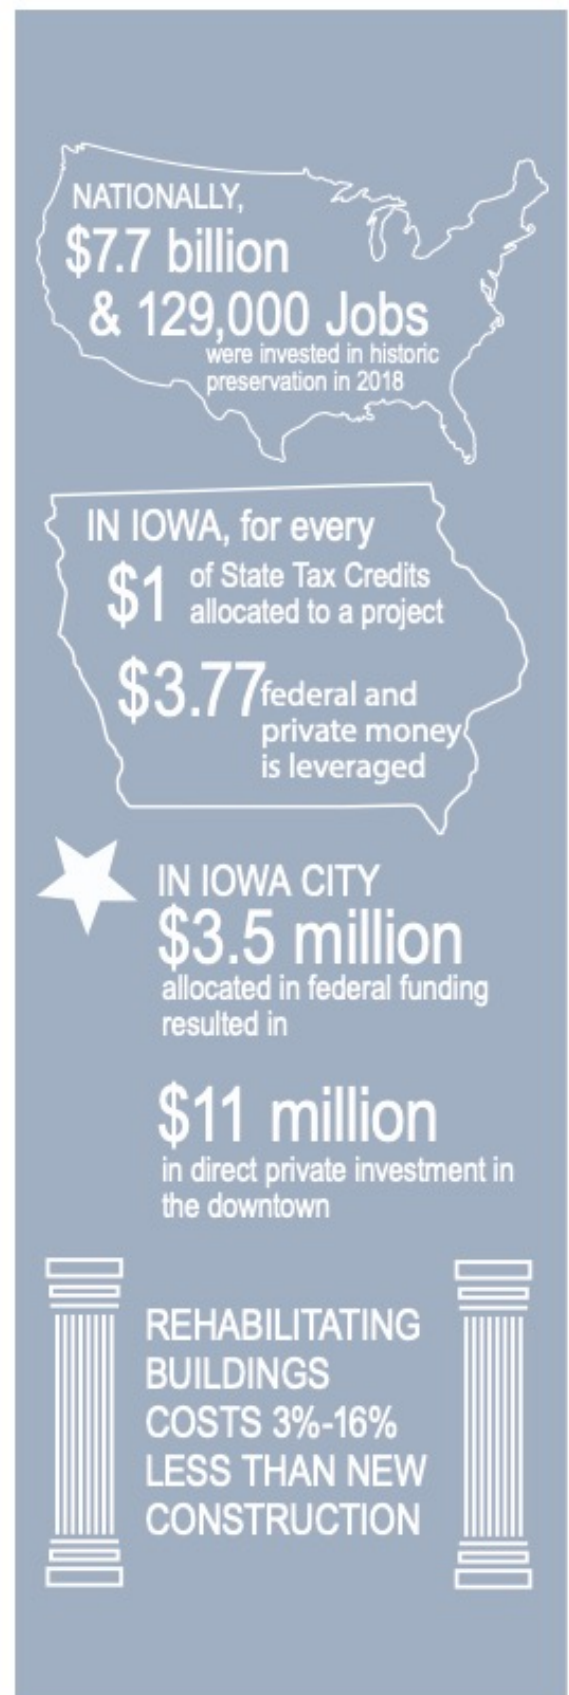 NATIONALLY,
$7.7 billion
& 129,000 Jobs
were invested in historic
preservation in 2018
IN IOWA, for every
$1 of State Tax Credits
allocated to a project
$3.77 federal and
private money
is leveraged
IN IOWA CITY
$3.5 million
allocated in federal funding
resulted in
$11 million
in direct private investment in
the downtown
REHABILITATING
BUILDINGS
COSTS 3%-16%
LESS THAN NEW
CONSTRUCTION